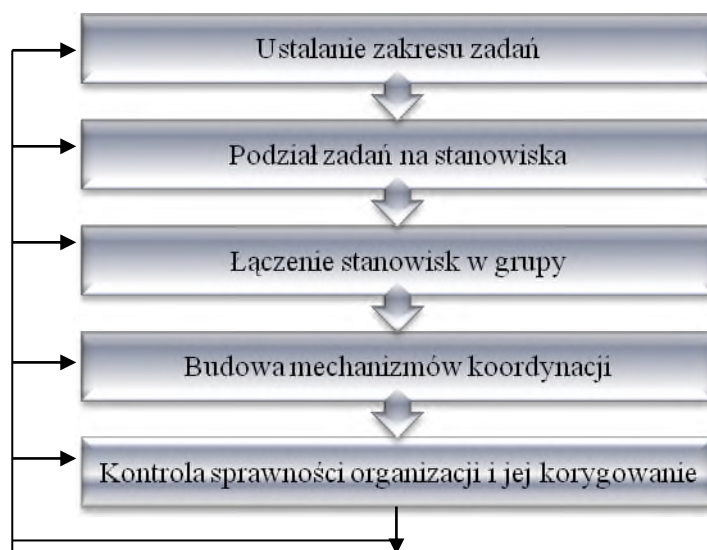 Ustalanie zakresu zadań
Podział zadań na stanowiska
Łączenie stanowisk w grupy
Budowa mechanizmów koordynacji
Kontrola sprawności organizacji i jej korygowanie